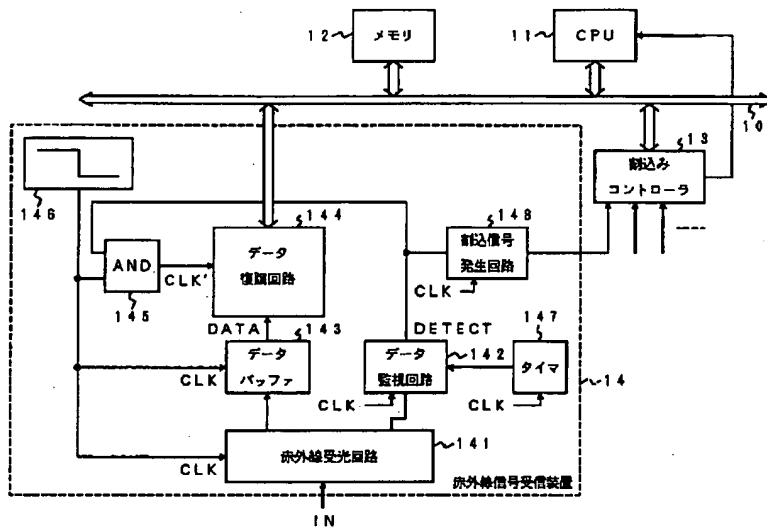 12
メモリ
11
CPU
10
13
割込み
コントローラ
146
144
148
AND
データ
復調回路
割込信号
発生回路
CLK'
CLK
145
DATA
143
DETECT
147
データ
バッファ
データ
監視回路
142
タイマ
CLK
CLK
CLK
14
141
CLK
赤外線受光回路
赤外線信号受信装置
IN